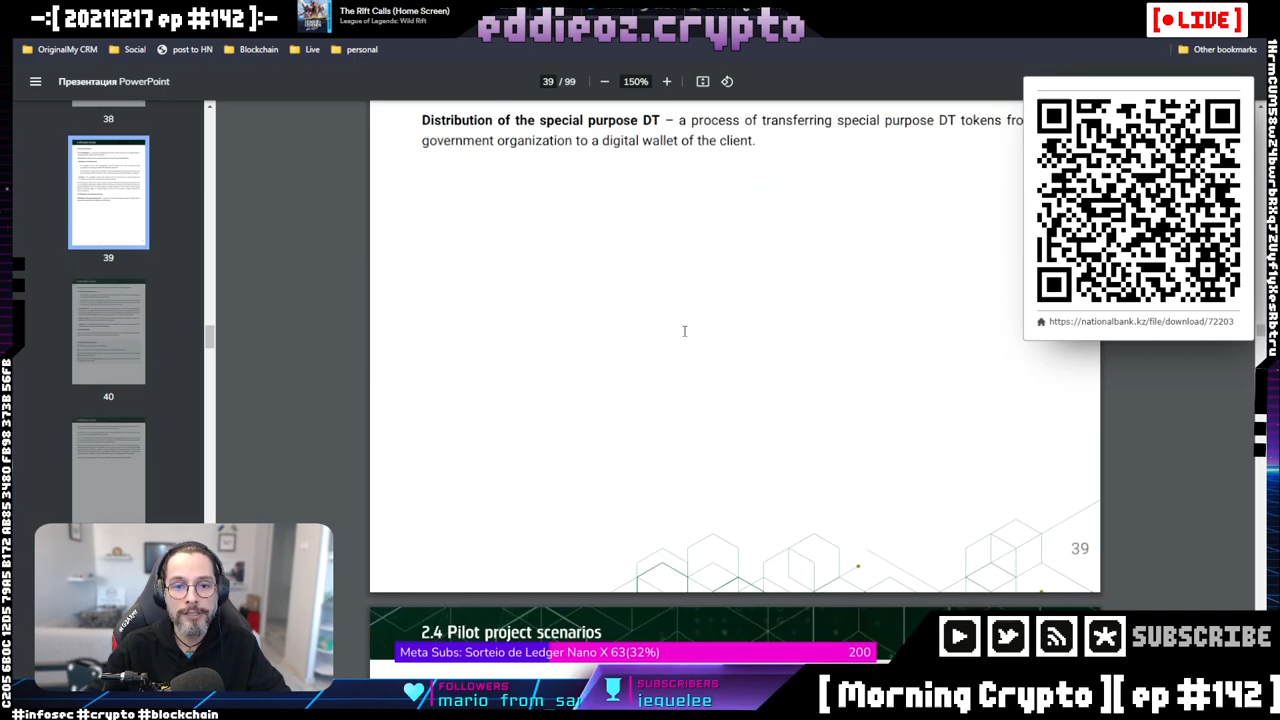 -:[ 20211217 ep #142 ]:-
The Rift Calls (Home Screen)
League of Legends: Wild Rift
eddieoz.crypto
[● LIVE ]
OriginalMy CRM
Social
post to HN
Blockchain
Live
personal
Other bookmarks
Презентация PowerPoint
39 / 99
150%
38
39
40
Distribution of the special purpose DT – a process of transferring special purpose DT tokens fro
government organization to a digital wallet of the client.
39
https://nationalbank.kz/file/download/72203
2.4 Pilot project scenarios
Meta Subs: Sorteio de Ledger Nano X 63(32%)
200
FOLLOWERS
mario_from_sa
SUBSCRIBERS
ieguelee
SUBSCRIBE
[ Morning Crypto ][ ep #142 ]
infosec #crypto #blockchain